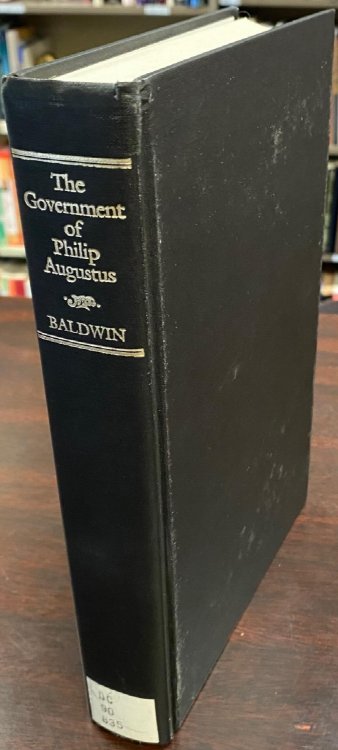 The
Government
of
Philip
Augustus
BALDWIN
DC
90
B35